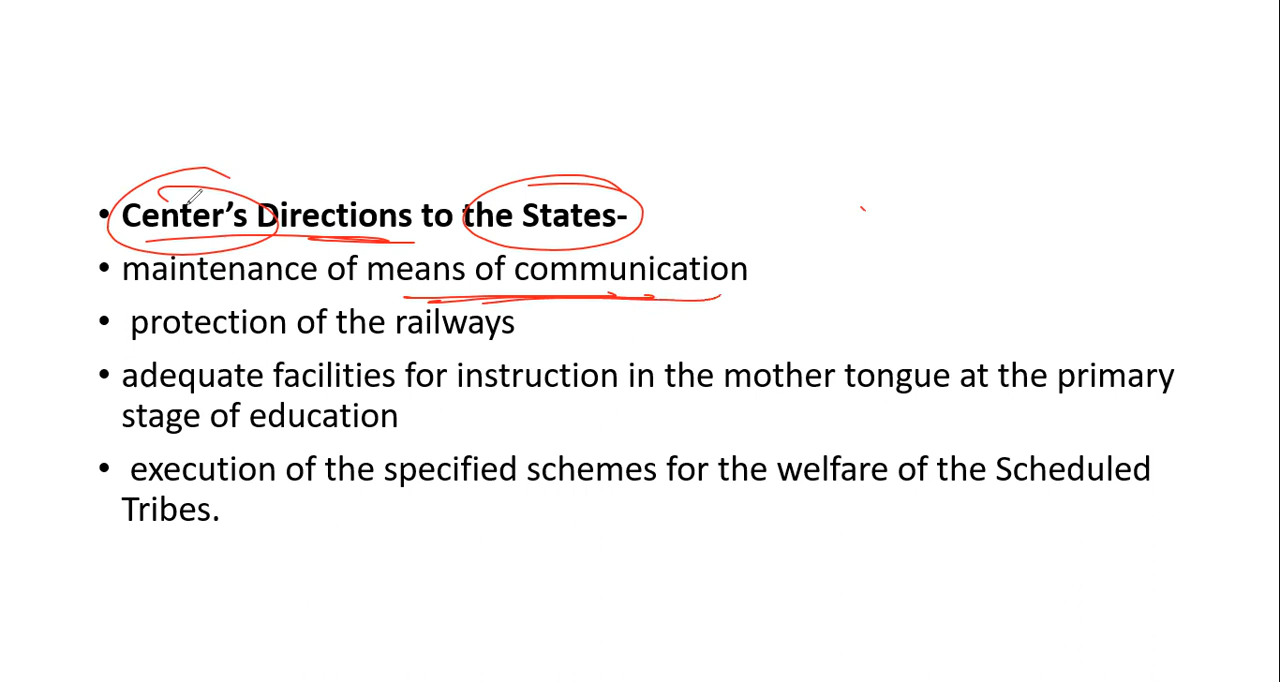 • Center’s Directions to the States-
• maintenance of means of communication
• protection of the railways
• adequate facilities for instruction in the mother tongue at the primary
stage of education
• execution of the specified schemes for the welfare of the Scheduled
Tribes.